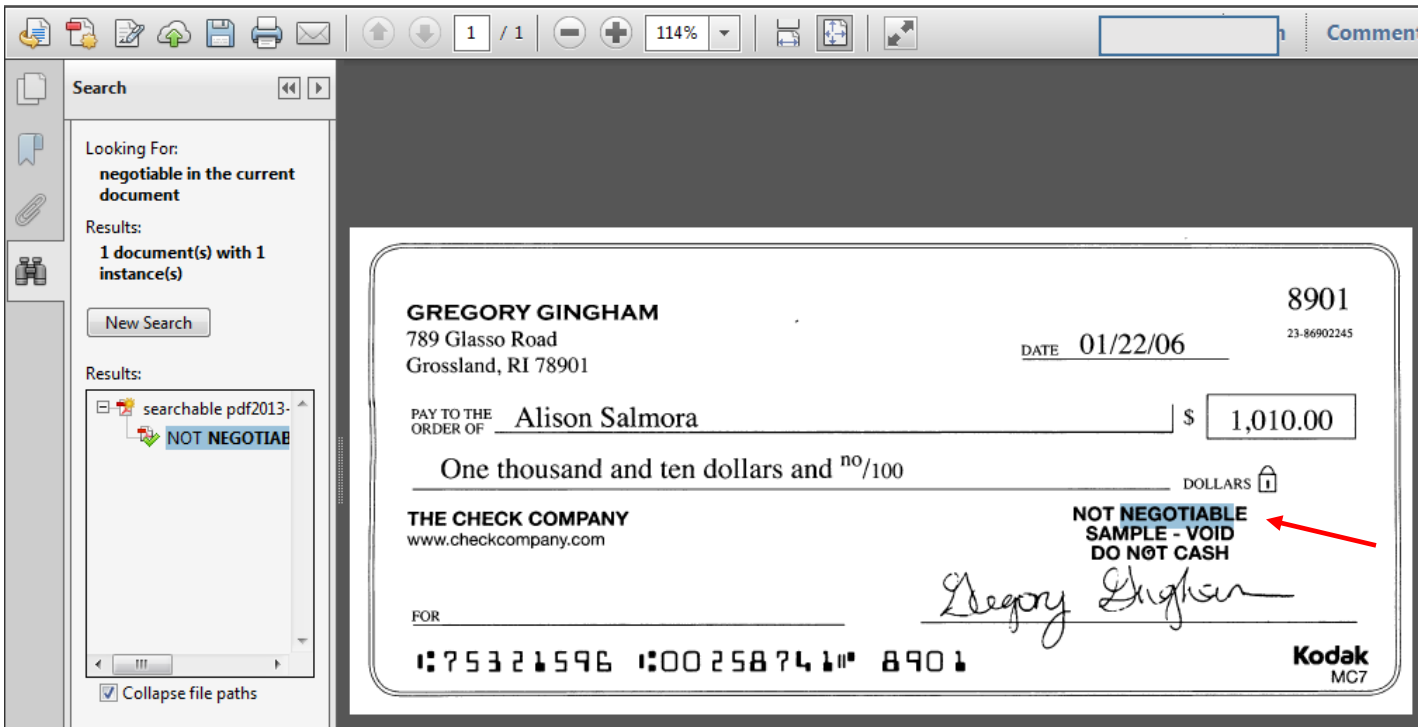 1 / 1
114%
Commen
Search
Looking For:
negotiable in the current
document
Results:
1 document(s) with 1
instance(s)
New Search
Results:
searchable pdf2013-
NOT NEGOTIAB
Collapse file paths
8901
23-86902245
GREGORY GINGHAM
789 Glasso Road
Grossland, RI 78901
DATE 01/22/06
PAY TO THE
ORDER OF Alison Salmora $ 1,010.00
One thousand and ten dollars and no/100
DOLLARS
THE CHECK COMPANY
www.checkcompany.com
NOT NEGOTIABLE
SAMPLE - VOID
DO NOT CASH
Gregory Gingham
FOR
⑆75321596 ⑆00258741⑈ 8901
Kodak
MC7